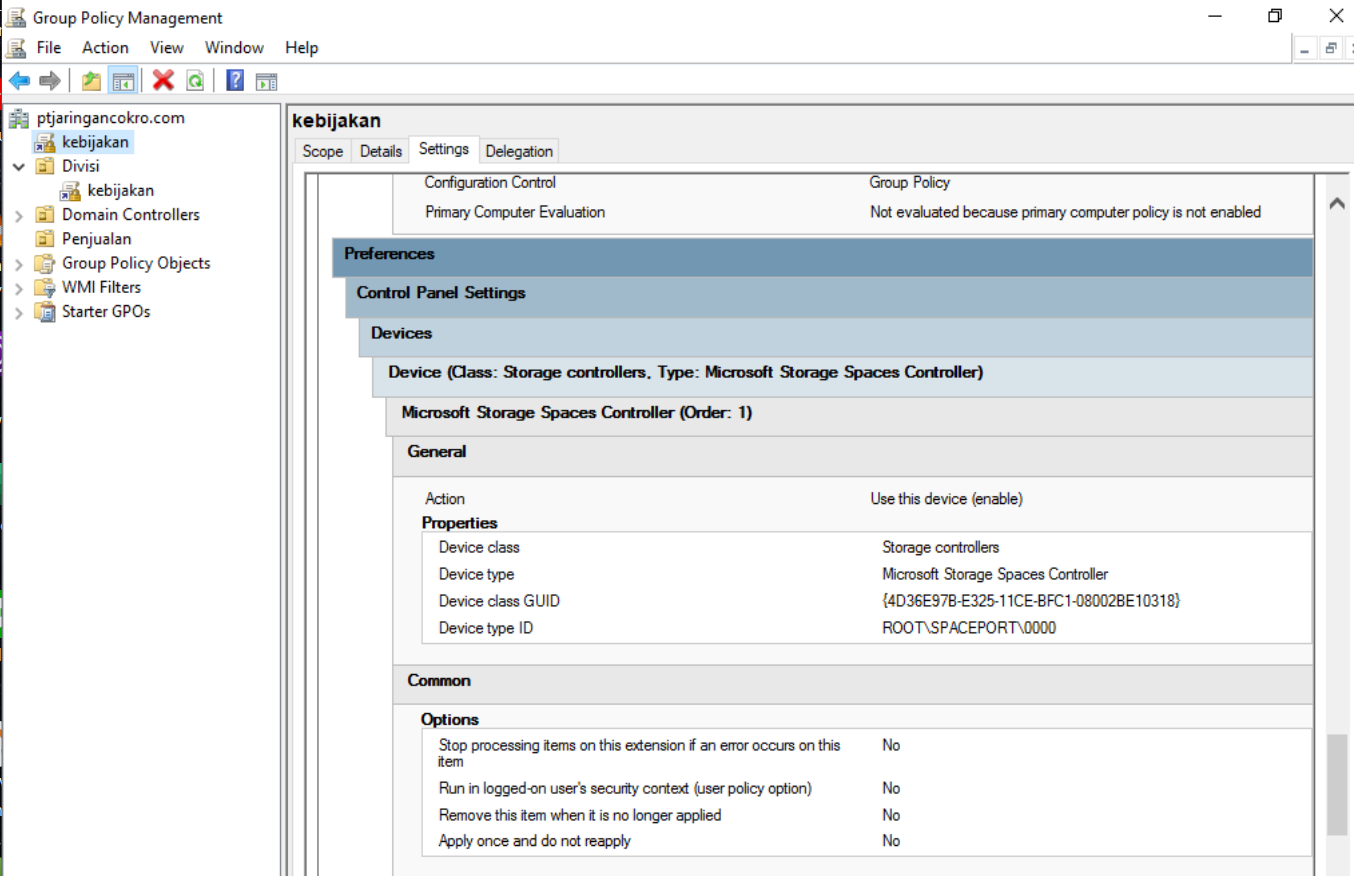 Group Policy Management
File Action View Window Help
ptjaringancokro.com
kebijakan
Divisi
kebijakan
Domain Controllers
Penjualan
Group Policy Objects
WMI Filters
Starter GPOs
kebijakan
Scope Details Settings Delegation
Configuration Control Group Policy
Primary Computer Evaluation Not evaluated because primary computer policy is not enabled
Preferences
Control Panel Settings
Devices
Device (Class: Storage controllers, Type: Microsoft Storage Spaces Controller)
Microsoft Storage Spaces Controller (Order: 1)
General
Action Use this device (enable)
Properties
Device class Storage controllers
Device type Microsoft Storage Spaces Controller
Device class GUID {4D36E97B-E325-11CE-BFC1-08002BE10318}
Device type ID ROOT\SPACEPORT\0000
Common
Options
Stop processing items on this extension if an error occurs on this No
item
Run in logged-on user's security context (user policy option) No
Remove this item when it is no longer applied No
Apply once and do not reapply No